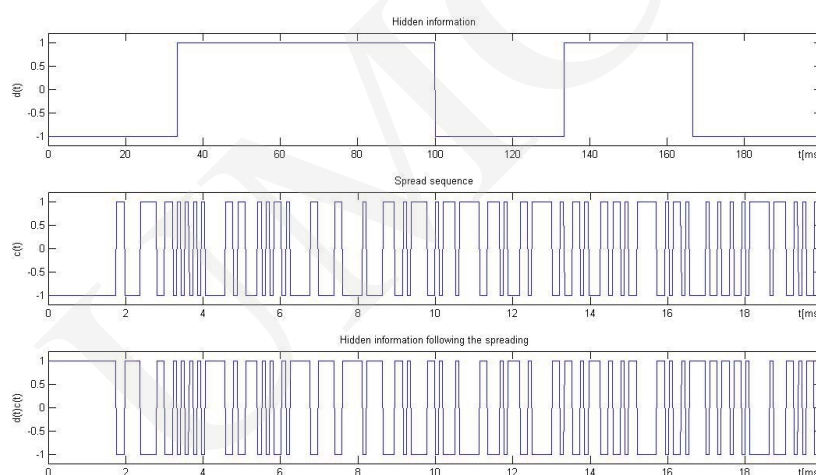 Hidden information
1
0.5
0
-0.5
-1
d(t)
0 20 40 60 80 100 120 140 160 180 t[ms
Spread sequence
1
0.5
0
-0.5
-1
c(t)
0 2 4 6 8 10 12 14 16 18 t[ms
Hidden information following the spreading
1
0.5
0
-0.5
-1
d(t)c(t)
0 2 4 6 8 10 12 14 16 18 t[ms
UMC